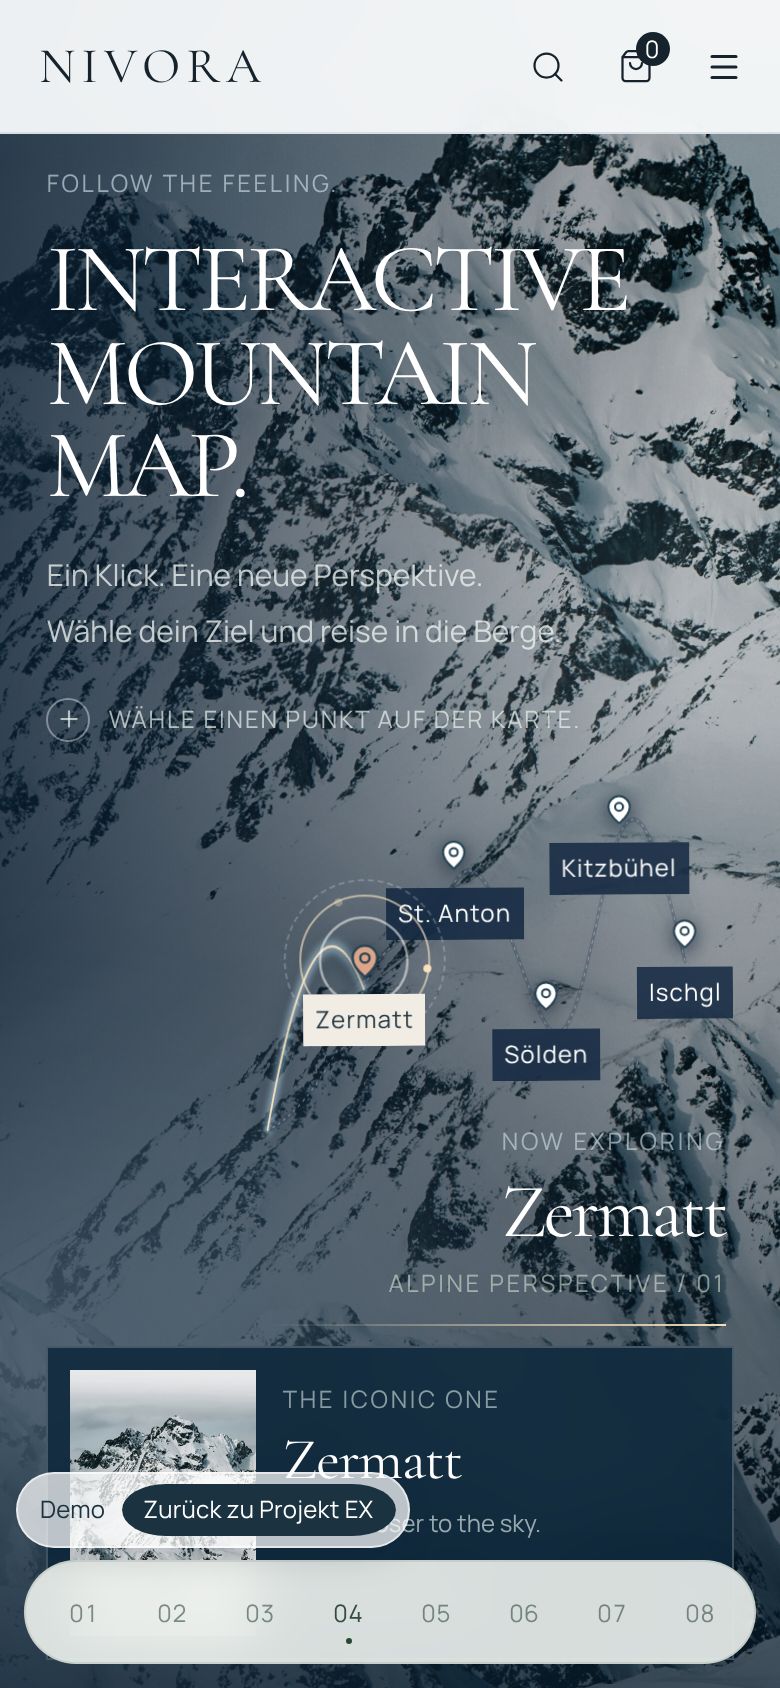 NIVORA
0
FOLLOW THE FEELING.
INTERACTIVE
MOUNTAIN
MAP.
Ein Klick. Eine neue Perspektive.
Wähle dein Ziel und reise in die Berge.
WÄHLE EINEN PUNKT AUF DER KARTE.
Kitzbühel
St. Anton
Ischgl
Zermatt
Sölden
NOW EXPLORING
Zermatt
ALPINE PERSPECTIVE / 01
THE ICONIC ONE
Zermatt
to the sky.
Demo
Zurück zu Projekt EX
01 02 03 04 05 06 07 08